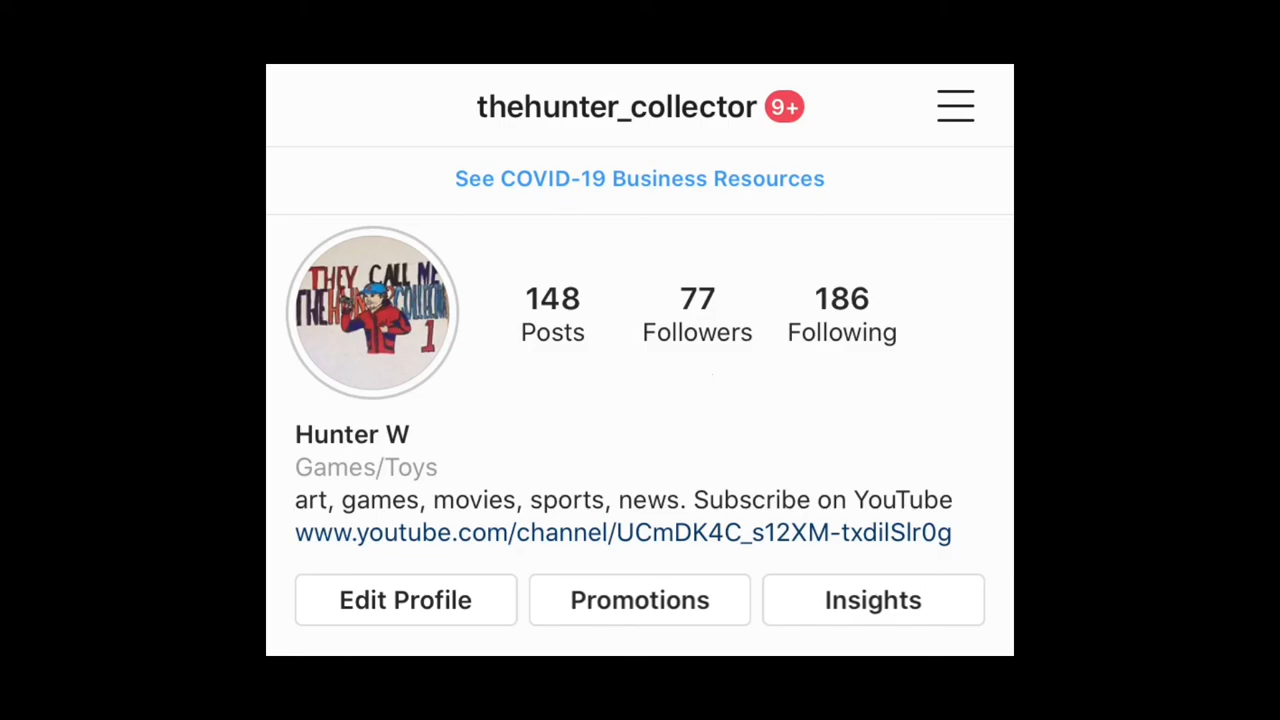 thehunter_collector 9+
See COVID-19 Business Resources
THEY CALL ME
THEHUN COLLECTOR
1
148 77 186
Posts Followers Following
Hunter W
Games/Toys
art, games, movies, sports, news. Subscribe on YouTube
www.youtube.com/channel/UCmDK4C_s12XM-txdilSlr0g
Edit Profile Promotions Insights